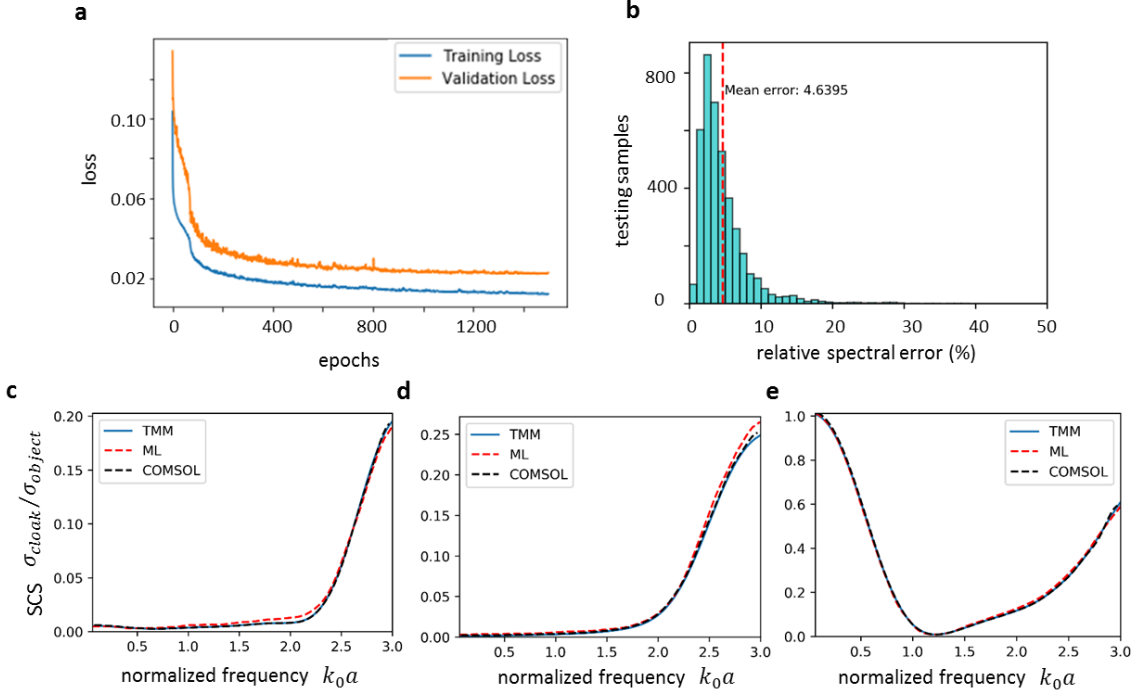 a
Training Loss
Validation Loss
0.10
0.06
0.02
loss
0
400
800
1200
epochs
b
Mean error: 4.6395
800
400
0
testing samples
0
10
20
30
40
50
relative spectral error (%)
c
0.20
0.15
0.10
0.05
0.00
TMM
ML
COMSOL
SCS σ_cloak/σ_object
0.5
1.0
1.5
2.0
2.5
3.0
normalized frequency k₀a
d
0.25
0.20
0.15
0.10
0.05
0.00
TMM
ML
COMSOL
0.5
1.0
1.5
2.0
2.5
3.0
normalized frequency k₀a
e
1.0
0.8
0.6
0.4
0.2
0.0
TMM
ML
COMSOL
0.5
1.0
1.5
2.0
2.5
3.0
normalized frequency k₀a